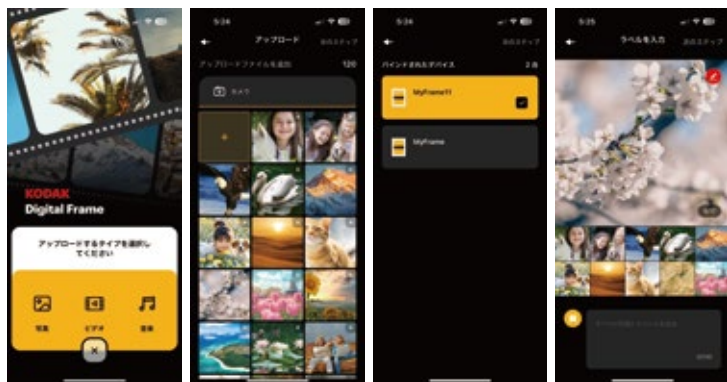 KODAK
Digital Frame
アップロードするタイプを選択し
てください
写真
ビデオ
音楽
5:24
アップロード
次のステップ
アップロードファイルを追加
120
カメラ
5:24
次のステップ
バインドされたデバイス
2 台
MyFrame11
MyFrame
5:25
ラベルを入力
次のステップ